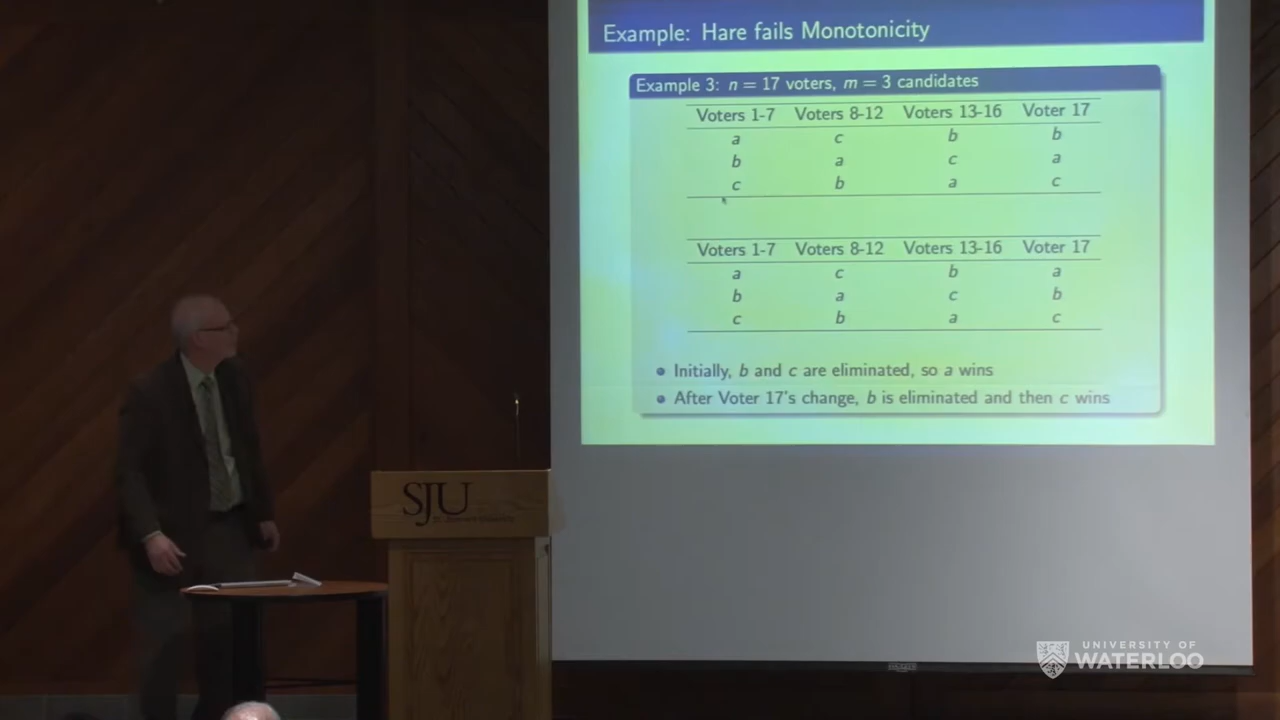 Example: Hare fails Monotonicity
Example 3: n = 17 voters, m = 3 candidates
Voters 1-7 Voters 8-12 Voters 13-16 Voter 17
a c b b
b a c a
c b a c
Voters 1-7 Voters 8-12 Voters 13-16 Voter 17
a c b a
b a c b
c b a c
• Initially, b and c are eliminated, so a wins
• After Voter 17's change, b is eliminated and then c wins
SJU
UNIVERSITY OF
WATERLOO